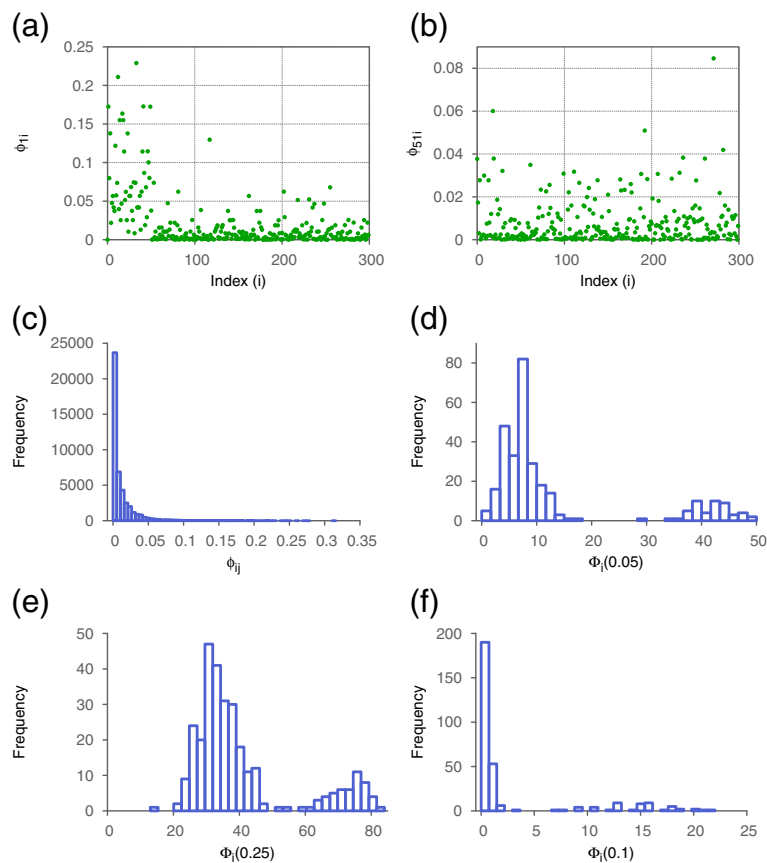 (a)
φ1i
0.25
0.2
0.15
0.1
0.05
0
0 100 200 300
Index (i)
(b)
φ51i
0.08
0.06
0.04
0.02
0
0 100 200 300
Index (i)
(c)
Frequency
25000
20000
15000
10000
5000
0
0 0.05 0.1 0.15 0.2 0.25 0.3 0.35
φij
(d)
Frequency
80
60
40
20
0
0 10 20 30 40 50
Φi(0.05)
(e)
Frequency
50
40
30
20
10
0
0 20 40 60 80
Φi(0.25)
(f)
Frequency
200
150
100
50
0
0 5 10 15 20 25
Φi(0.1)